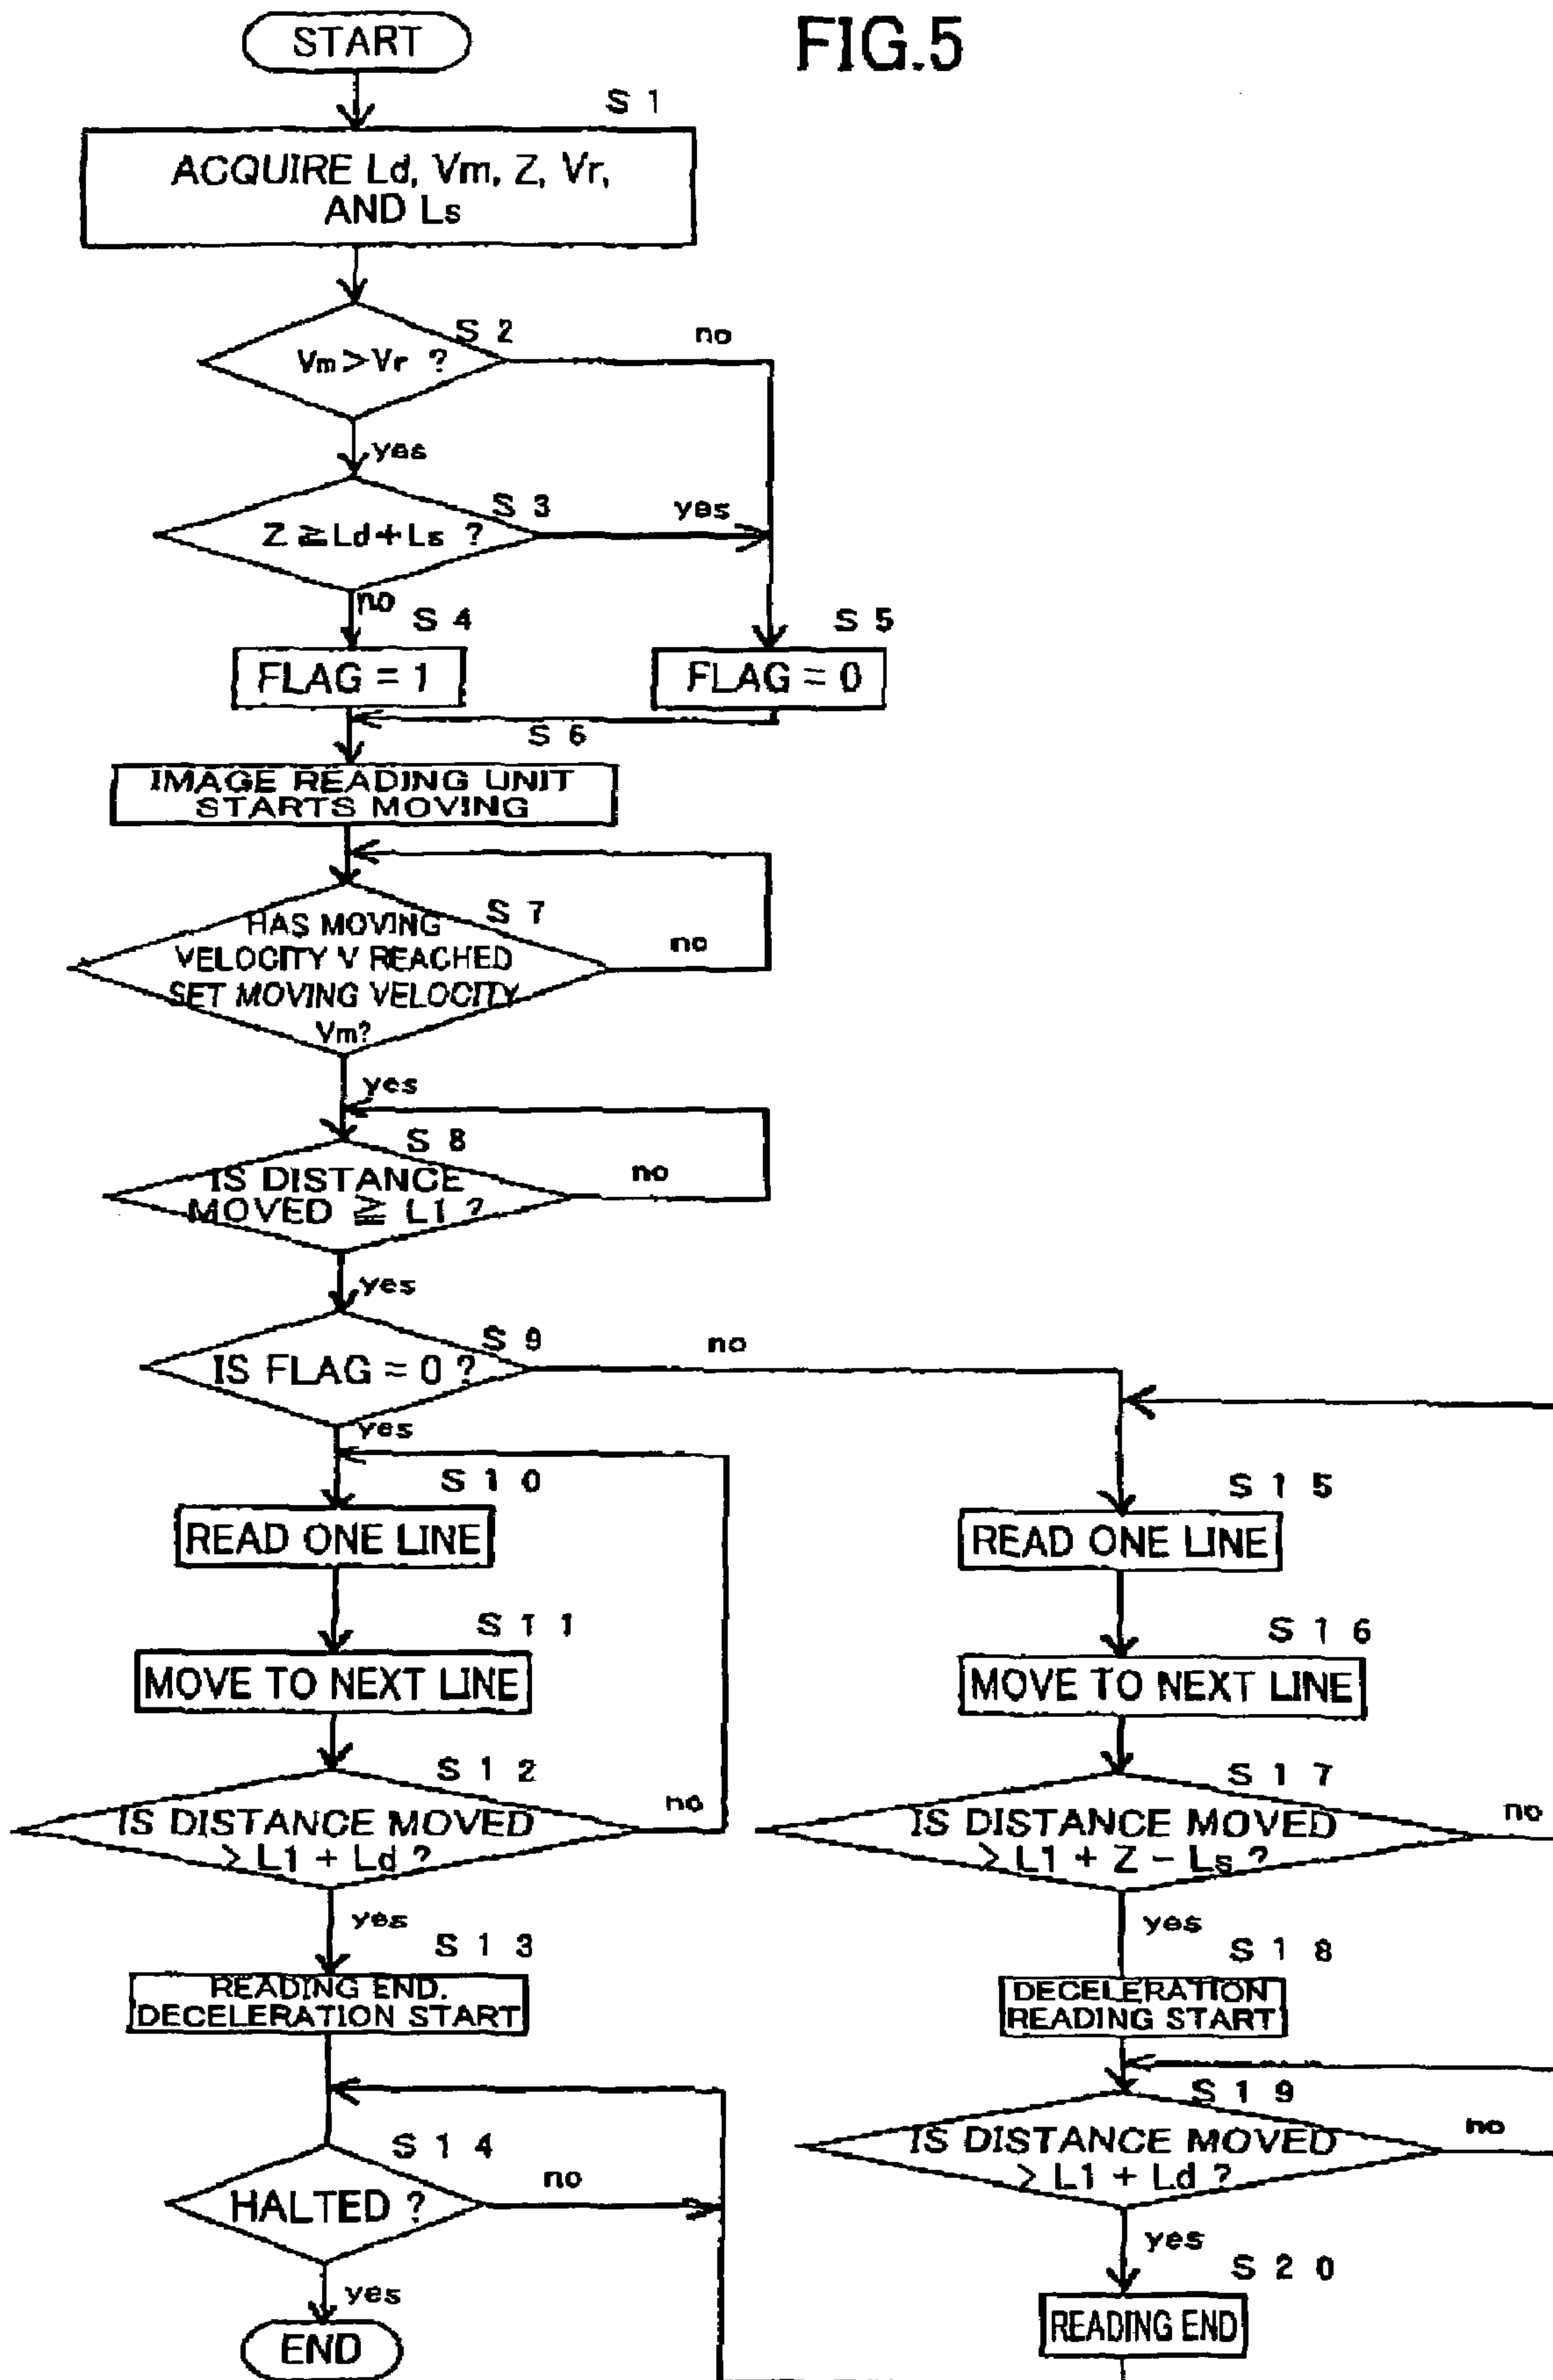 FIG.5
START
S 1
ACQUIRE Ld, Vm, Z, Vr,
AND Ls
S 2
Vm>Vr ?
no
yes
S 3
Z ≧Ld+Ls ?
yes
no
S 4
FLAG = 1
S 5
FLAG = 0
S 6
IMAGE READING UNIT
STARTS MOVING
S 7
HAS MOVING
VELOCITY V REACHED
SET MOVING VELOCITY
Vm?
no
yes
S 8
IS DISTANCE
MOVED ≧ L1 ?
no
yes
S 9
IS FLAG = 0 ?
no
yes
S 1 0
READ ONE LINE
S 1 1
MOVE TO NEXT LINE
S 1 2
IS DISTANCE MOVED
> L1 + Ld ?
no
yes
S 1 3
READING END.
DECELERATION START
S 1 4
HALTED ?
no
yes
END
S 1 5
READ ONE LINE
S 1 6
MOVE TO NEXT LINE
S 1 7
IS DISTANCE MOVED
> L1 + Z − Ls ?
no
yes
S 1 8
DECELERATION
READING START
S 1 9
IS DISTANCE MOVED
> L1 + Ld ?
no
yes
S 2 0
READING END